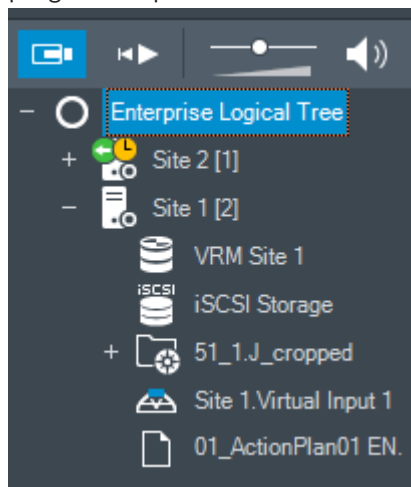 Enterprise Logical Tree
Site 2 [1]
Site 1 [2]
VRM Site 1
iSCSI
iSCSI Storage
51_1.J_cropped
Site 1.Virtual Input 1
01_ActionPlan01 EN.